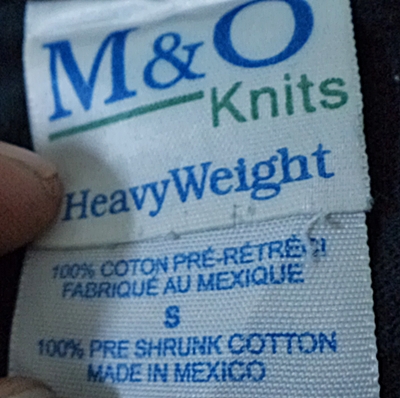 M&O
Knits
HeavyWeight
100% COTON PRÉ-RÉTRÉCI
FABRIQUÉ AU MEXIQUE
S
100% PRE SHRUNK COTTON
MADE IN MEXICO